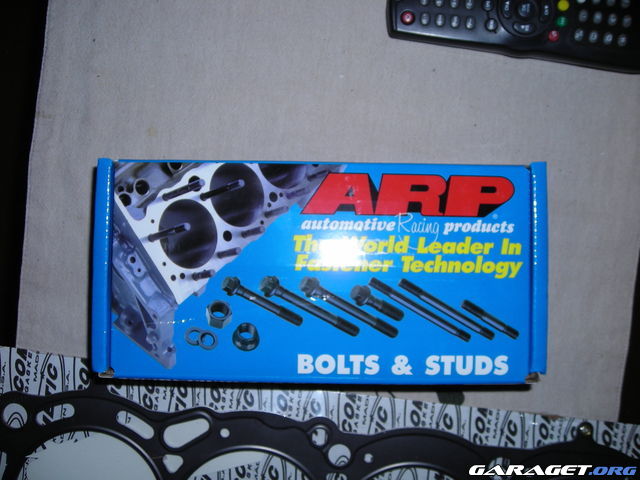 ARP
automotive Racing products
The World Leader In
Fastener Technology
BOLTS & STUDS
GARAGET.ORG